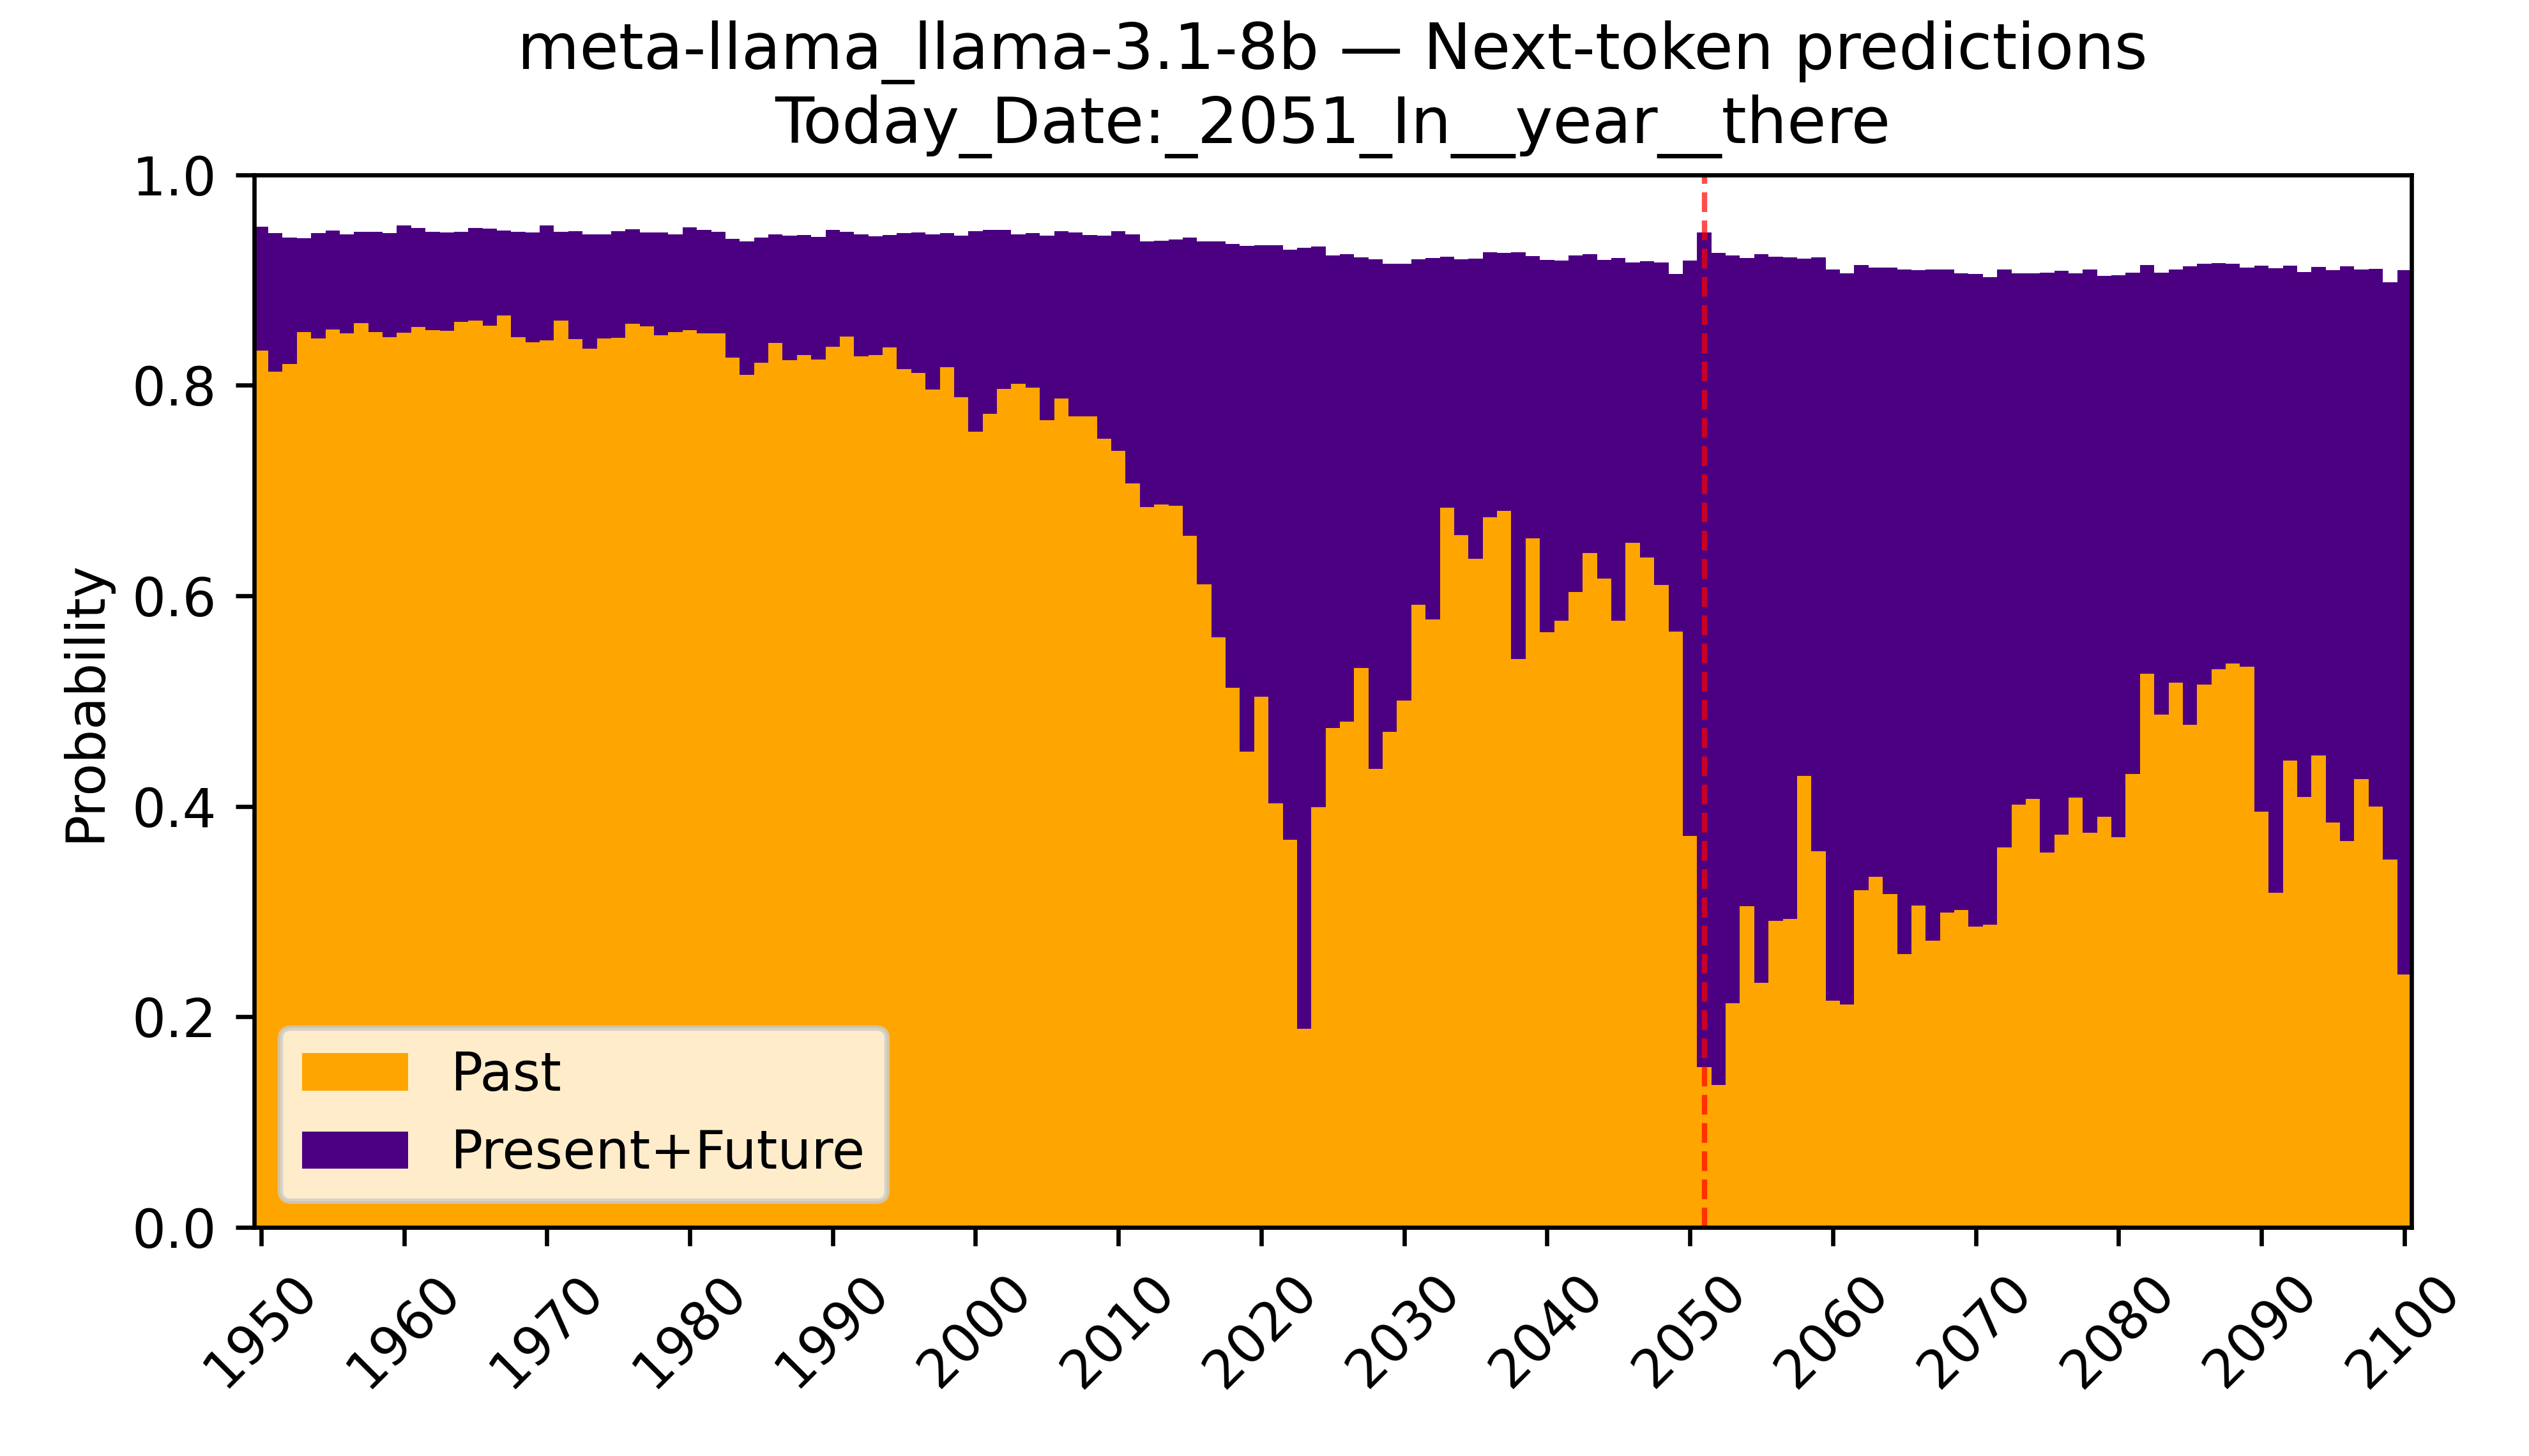 meta-llama_llama-3.1-8b — Next-token predictions
Today_Date:_2051_In__year__there
Probability
1.0
0.8
0.6
0.4
0.2
0.0
Past
Present+Future
1950 1960 1970 1980 1990 2000 2010 2020 2030 2040 2050 2060 2070 2080 2090 2100